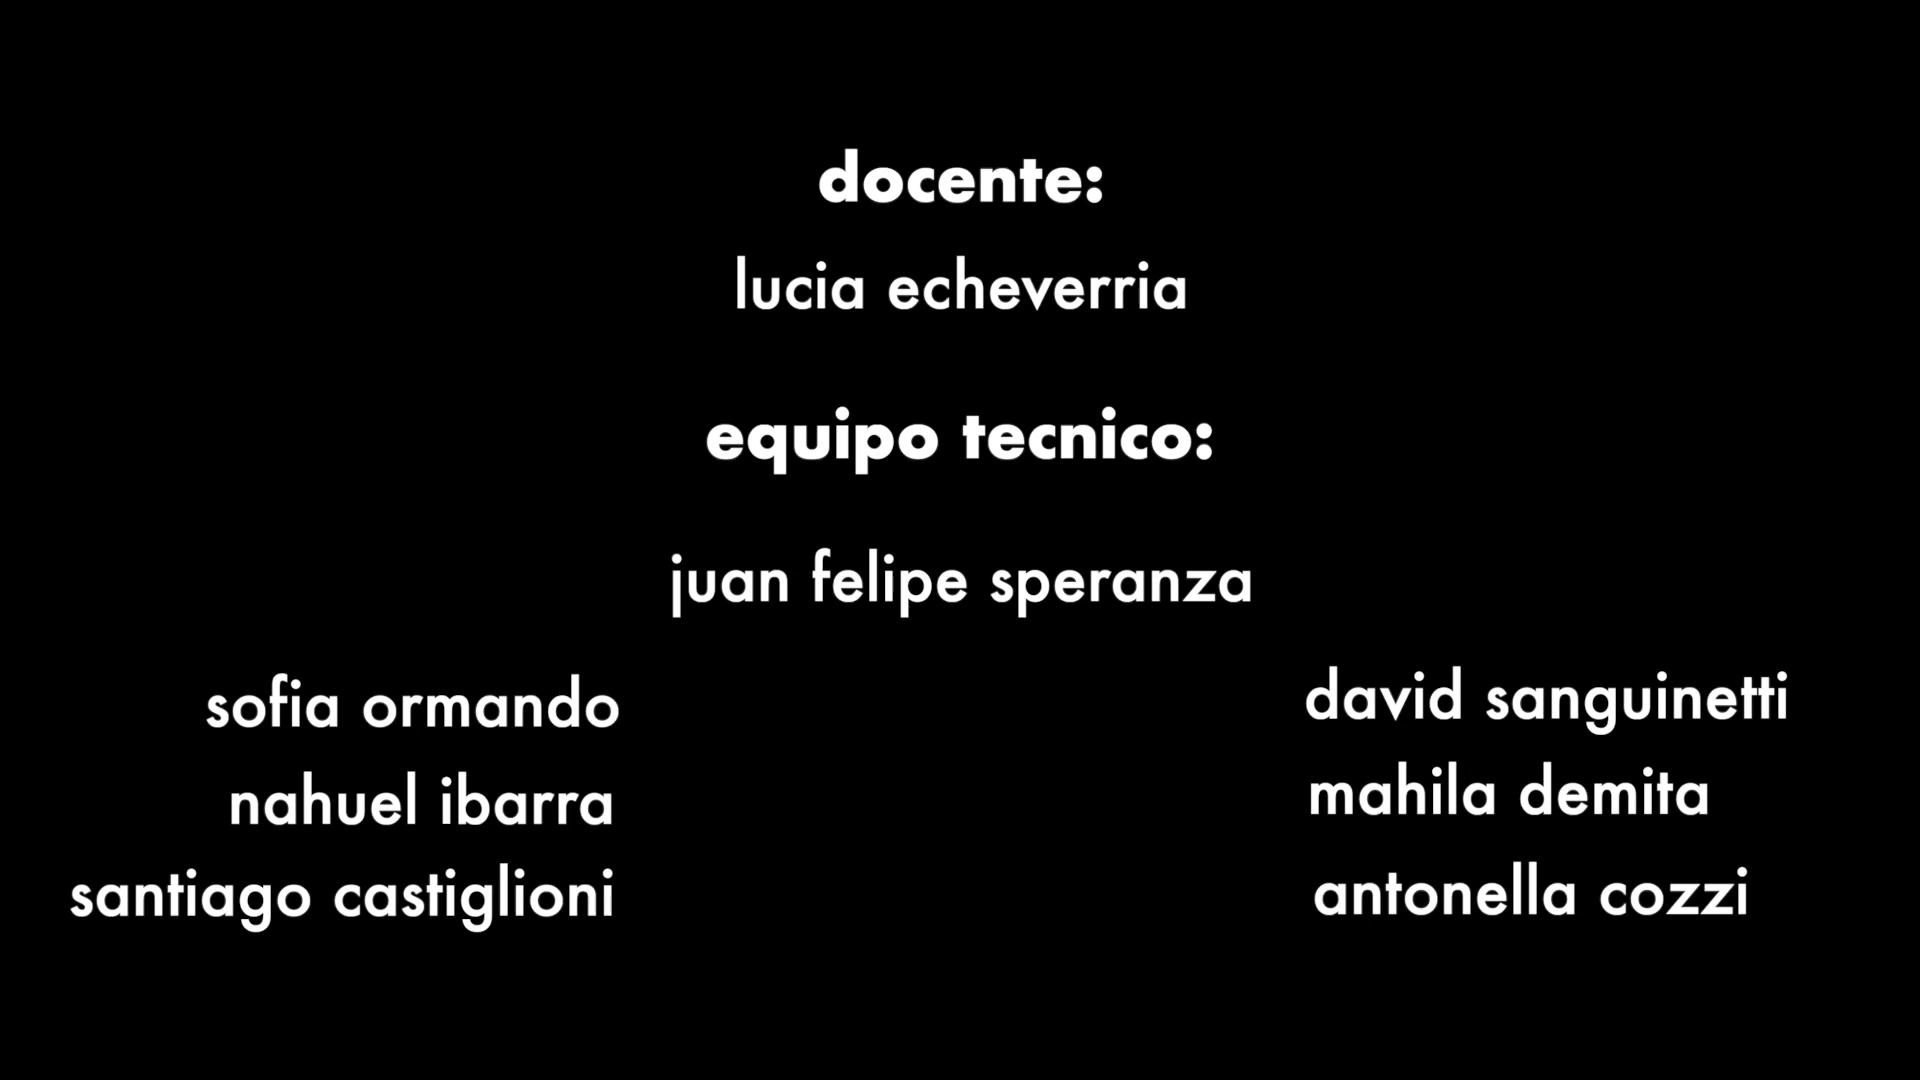 docente:
lucia echeverria
equipo tecnico:
juan felipe speranza
sofia ormando
nahuel ibarra
santiago castiglioni
david sanguinetti
mahila demita
antonella cozzi